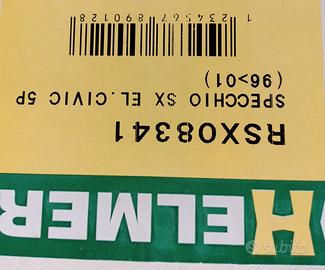 HELMER
RSX08341
SPECCHIO SX EL.CIVIC 5P
(96>01)
1 234567 890128
subito